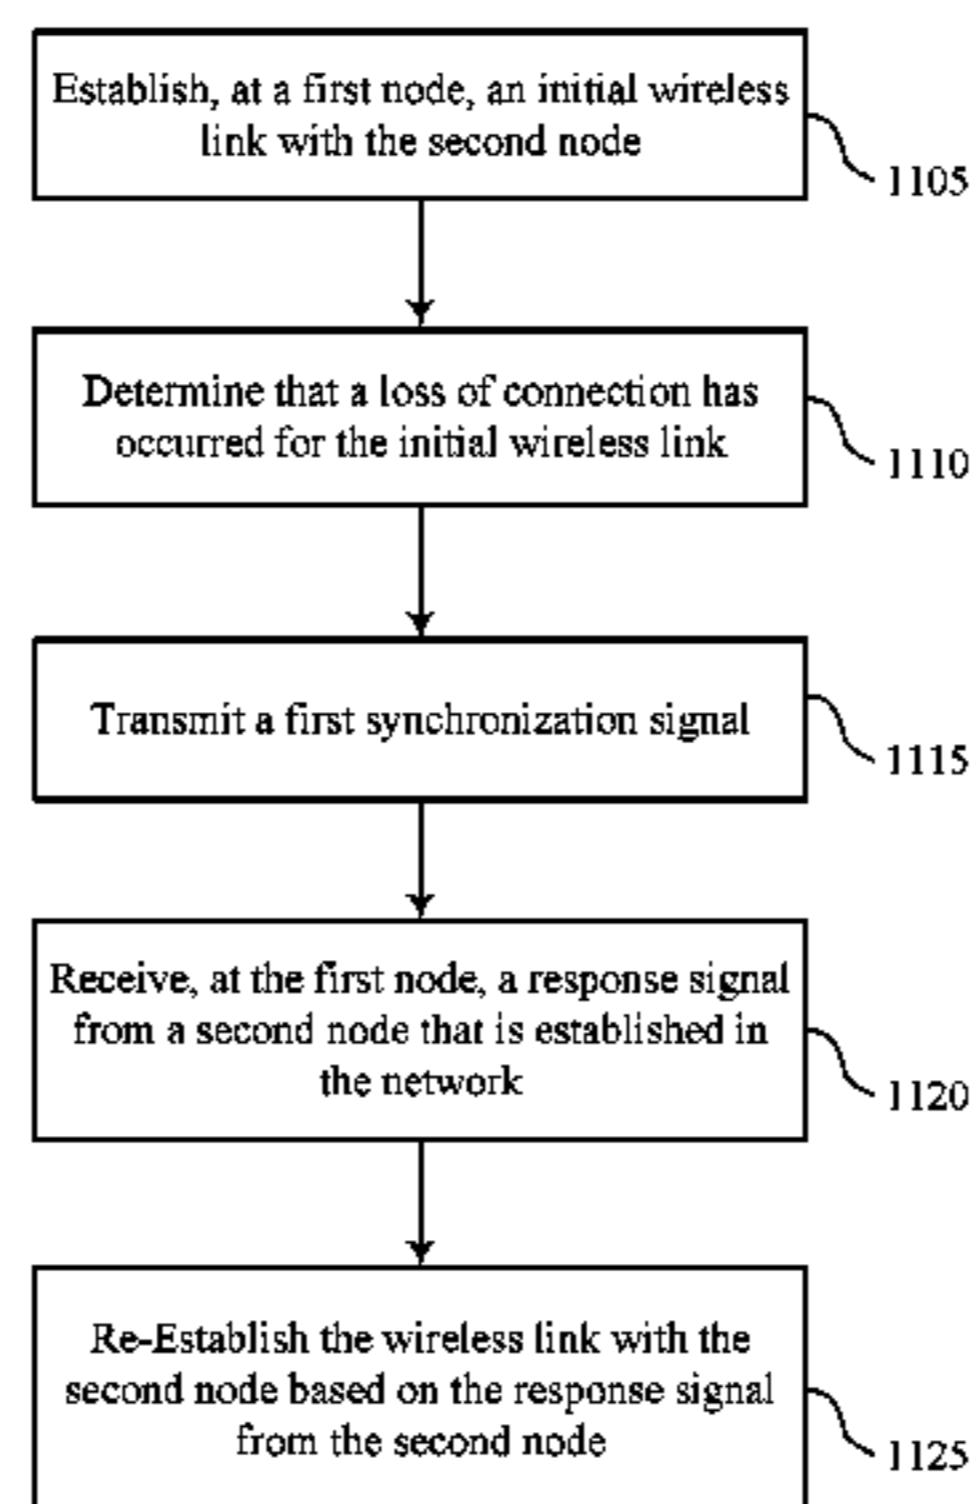 Establish, at a first node, an initial wireless
link with the second node
1105
Determine that a loss of connection has
occurred for the initial wireless link
1110
Transmit a first synchronization signal
1115
Receive, at the first node, a response signal
from a second node that is established in
the network
1120
Re-Establish the wireless link with the
second node based on the response signal
from the second node
1125